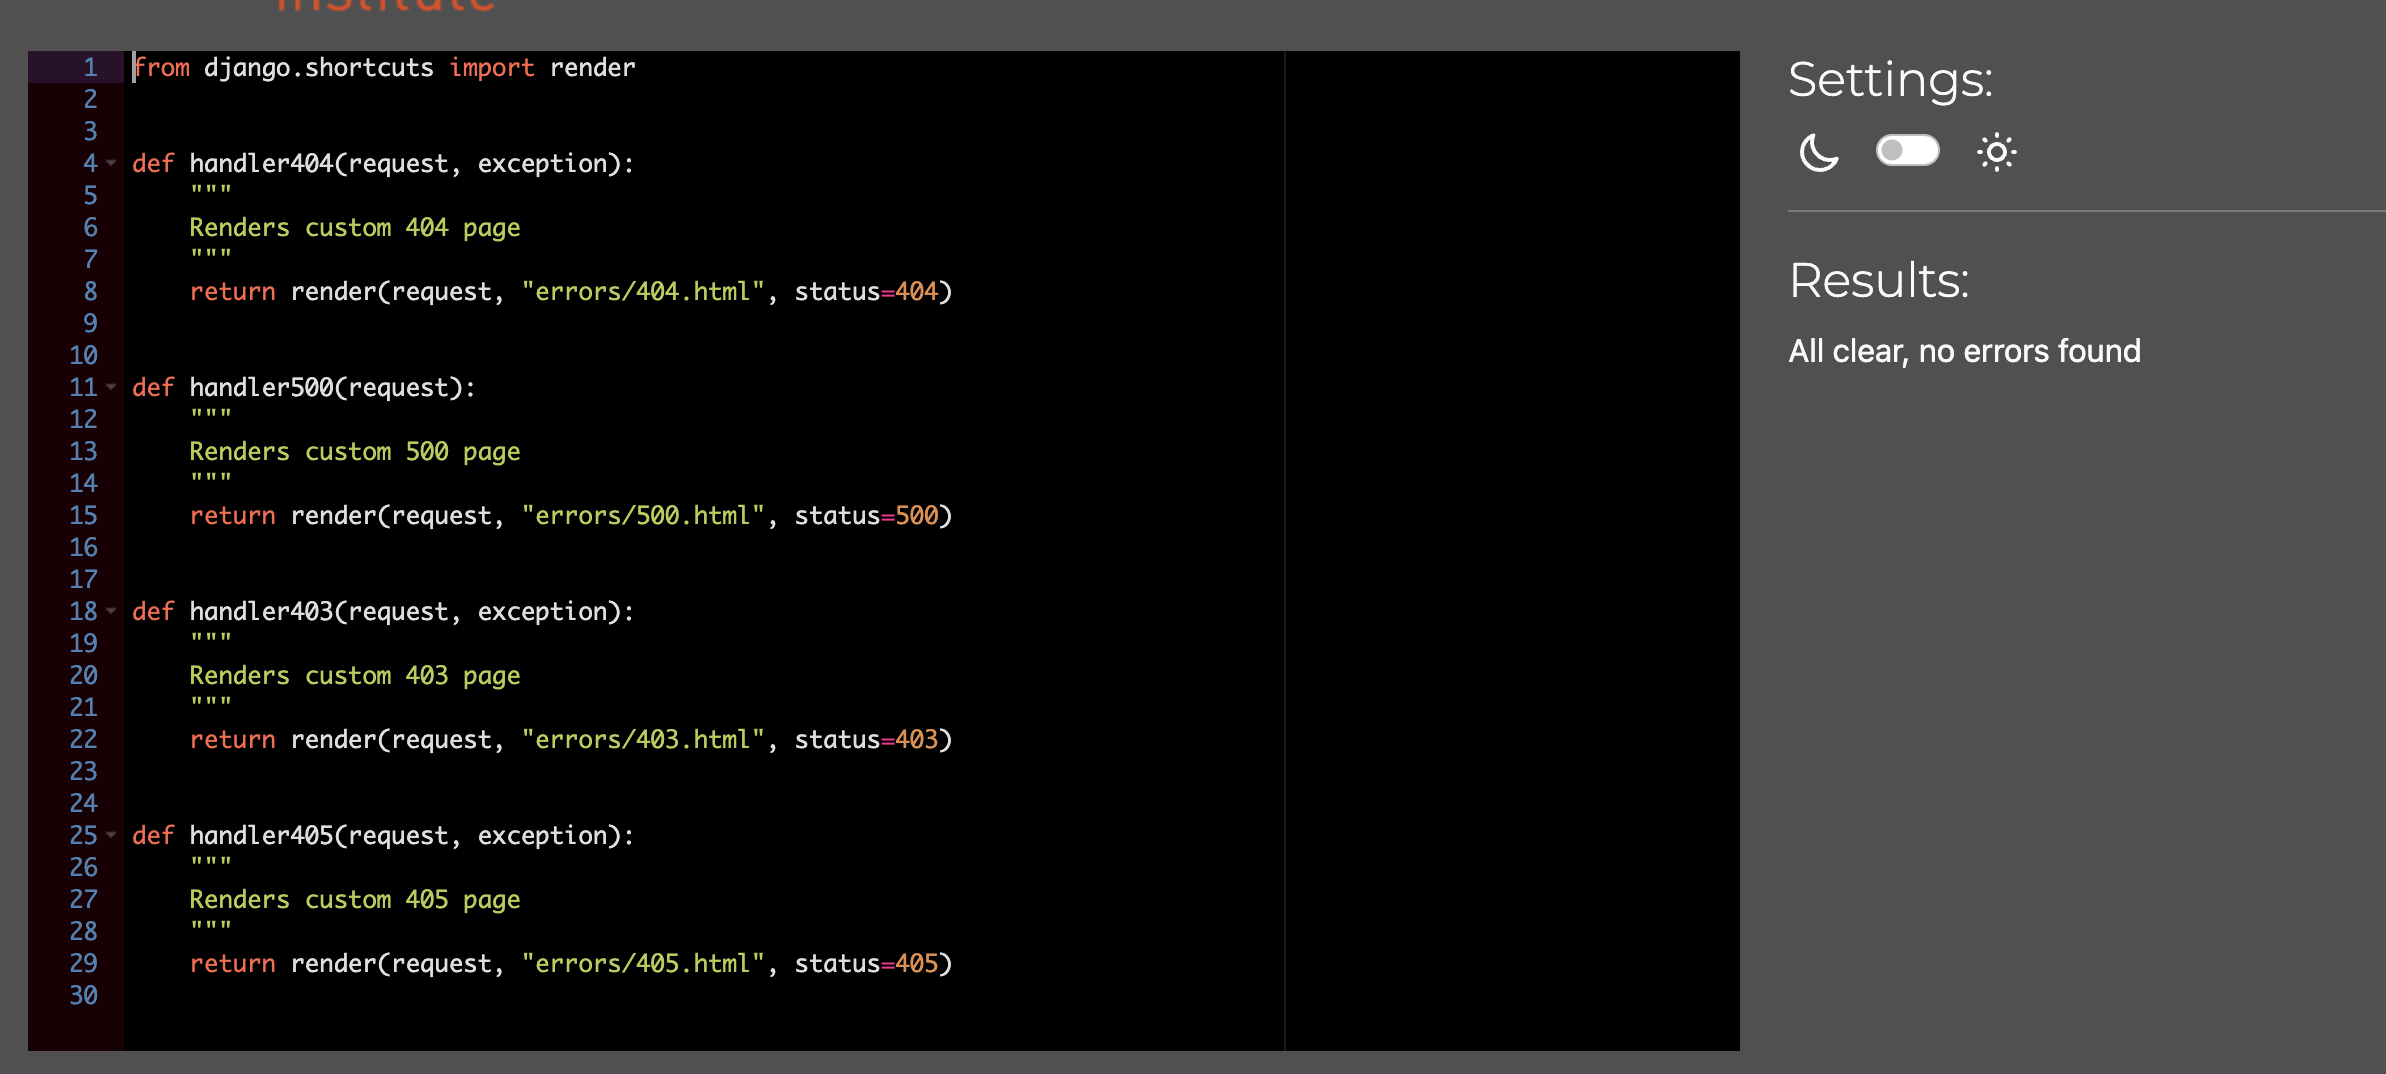 institute
1 from django.shortcuts import render
2
3
4 def handler404(request, exception):
5     """
6     Renders custom 404 page
7     """
8     return render(request, "errors/404.html", status=404)
9
10
11 def handler500(request):
12     """
13     Renders custom 500 page
14     """
15     return render(request, "errors/500.html", status=500)
16
17
18 def handler403(request, exception):
19     """
20     Renders custom 403 page
21     """
22     return render(request, "errors/403.html", status=403)
23
24
25 def handler405(request, exception):
26     """
27     Renders custom 405 page
28     """
29     return render(request, "errors/405.html", status=405)
30
Settings:
Results:
All clear, no errors found